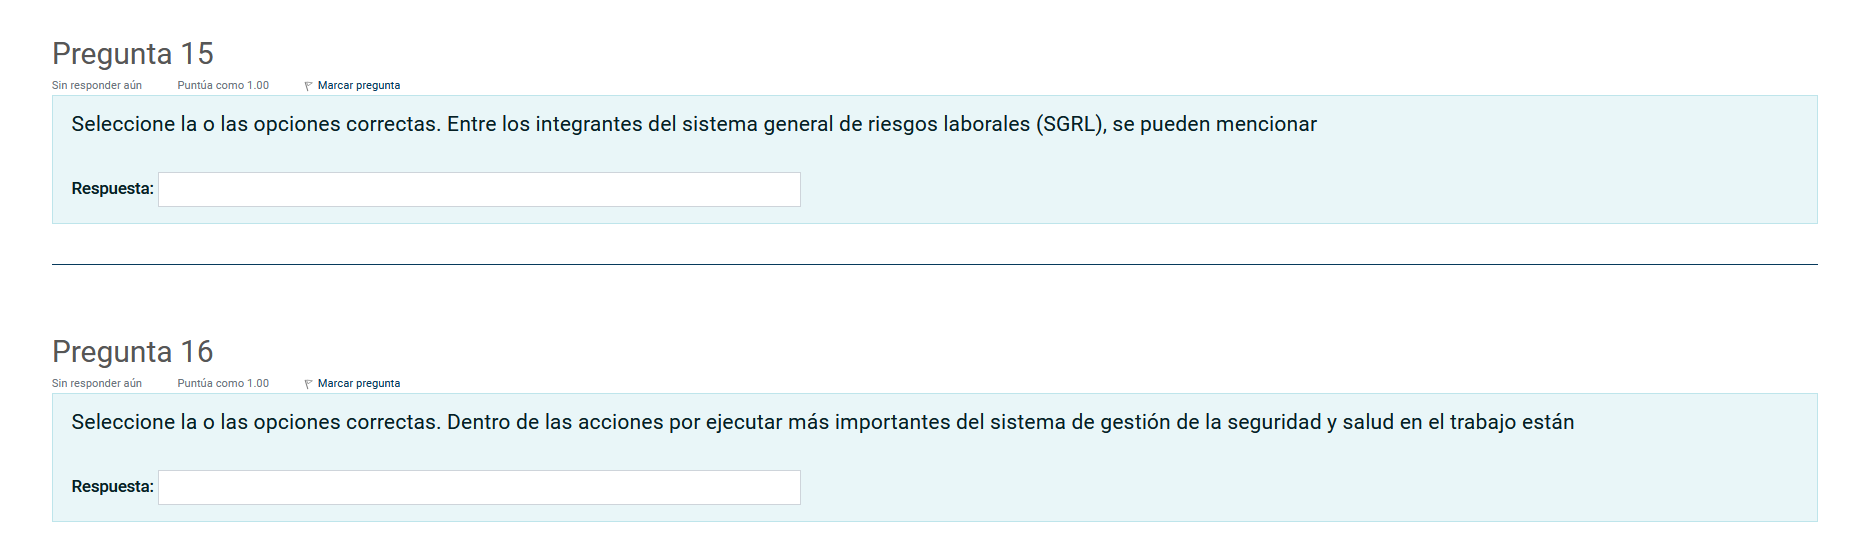 Pregunta 15
Sin responder aún Puntúa como 1.00 Marcar pregunta
Seleccione la o las opciones correctas. Entre los integrantes del sistema general de riesgos laborales (SGRL), se pueden mencionar
Respuesta:
Pregunta 16
Sin responder aún Puntúa como 1.00 Marcar pregunta
Seleccione la o las opciones correctas. Dentro de las acciones por ejecutar más importantes del sistema de gestión de la seguridad y salud en el trabajo están
Respuesta: